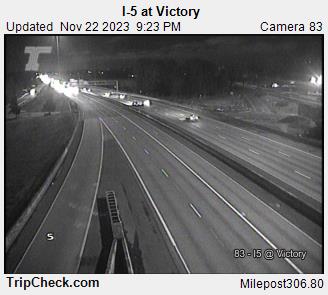 I-5 at Victory
Updated Nov 22 2023 9:23 PM Camera 83
S
83 - I5 @ Victory
TripCheck.com Milepost306.80